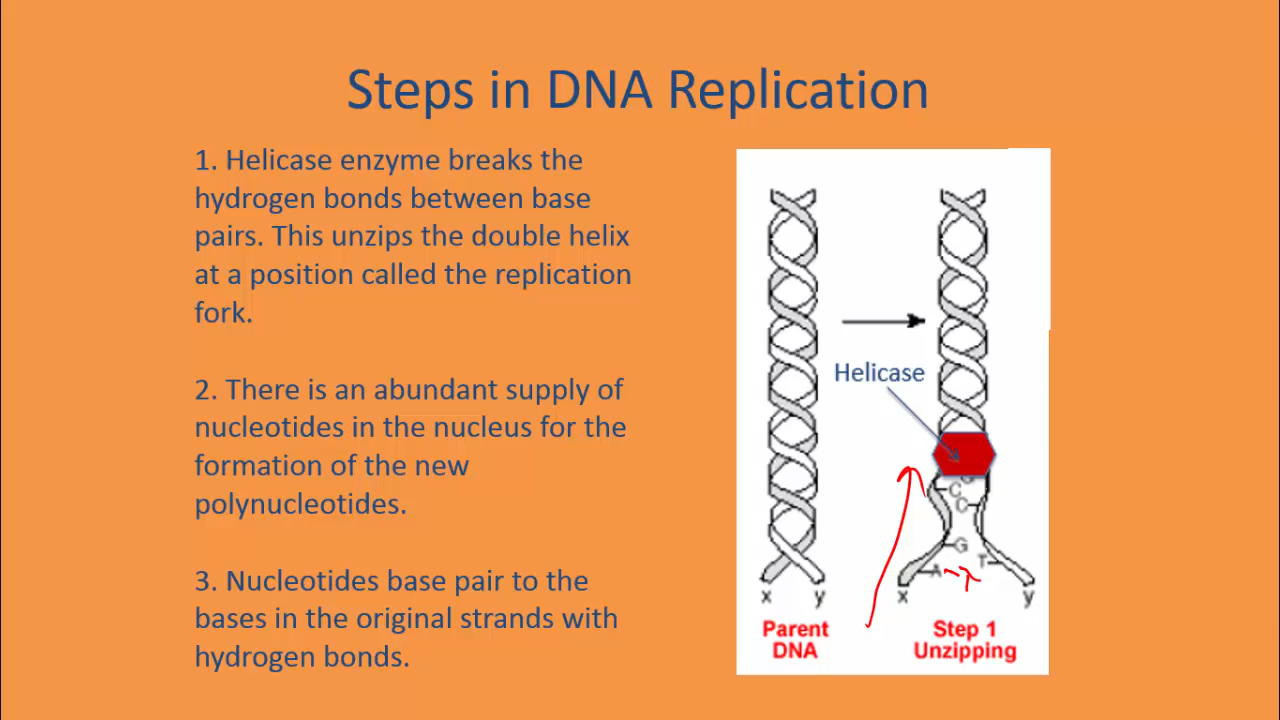 Steps in DNA Replication
1. Helicase enzyme breaks the
hydrogen bonds between base
pairs. This unzips the double helix
at a position called the replication
fork.
2. There is an abundant supply of
nucleotides in the nucleus for the
formation of the new
polynucleotides.
3. Nucleotides base pair to the
bases in the original strands with
hydrogen bonds.
Helicase
C
C
G
T
A
x y
x y
Parent
DNA
Step 1
Unzipping